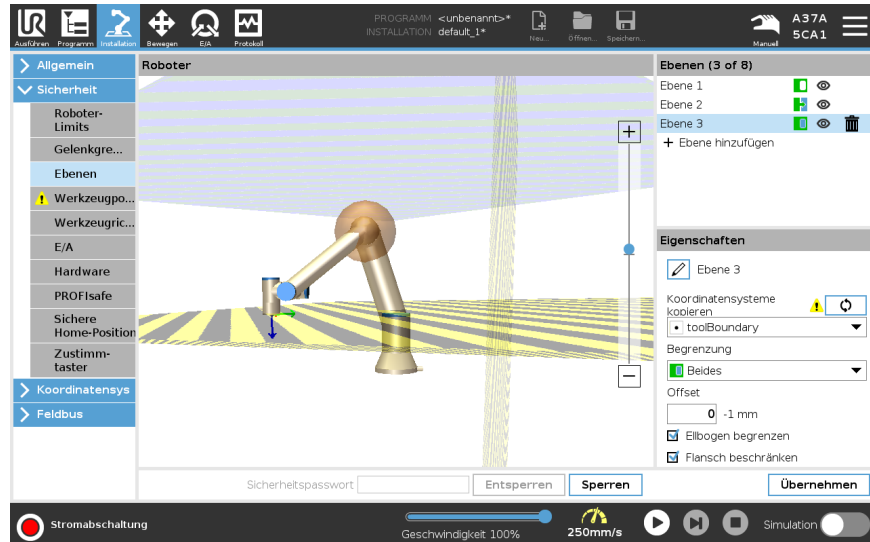 UR
PROGRAMM <unbenannt>*
INSTALLATION default_1*
Ausführen Programm Installation Bewegen E/A Protokoll
Neu... Öffnen... Speichern...
Manuell
A37A
5CA1
Allgemein
Sicherheit
Roboter-
Limits
Gelenkgre...
Ebenen
Werkzeugpo...
Werkzeugric...
E/A
Hardware
PROFIsafe
Sichere
Home-Position
Zustimm-
taster
Koordinatensys
Feldbus
Roboter
+
−
Ebenen (3 of 8)
Ebene 1
Ebene 2
Ebene 3
+ Ebene hinzufügen
Eigenschaften
Ebene 3
Koordinatensysteme
kopieren
toolBoundary
Begrenzung
Beides
Offset
0 -1 mm
Ellbogen begrenzen
Flansch beschränken
Sicherheitspasswort Entsperren Sperren Übernehmen
Stromabschaltung
Geschwindigkeit 100%
250mm/s
Simulation